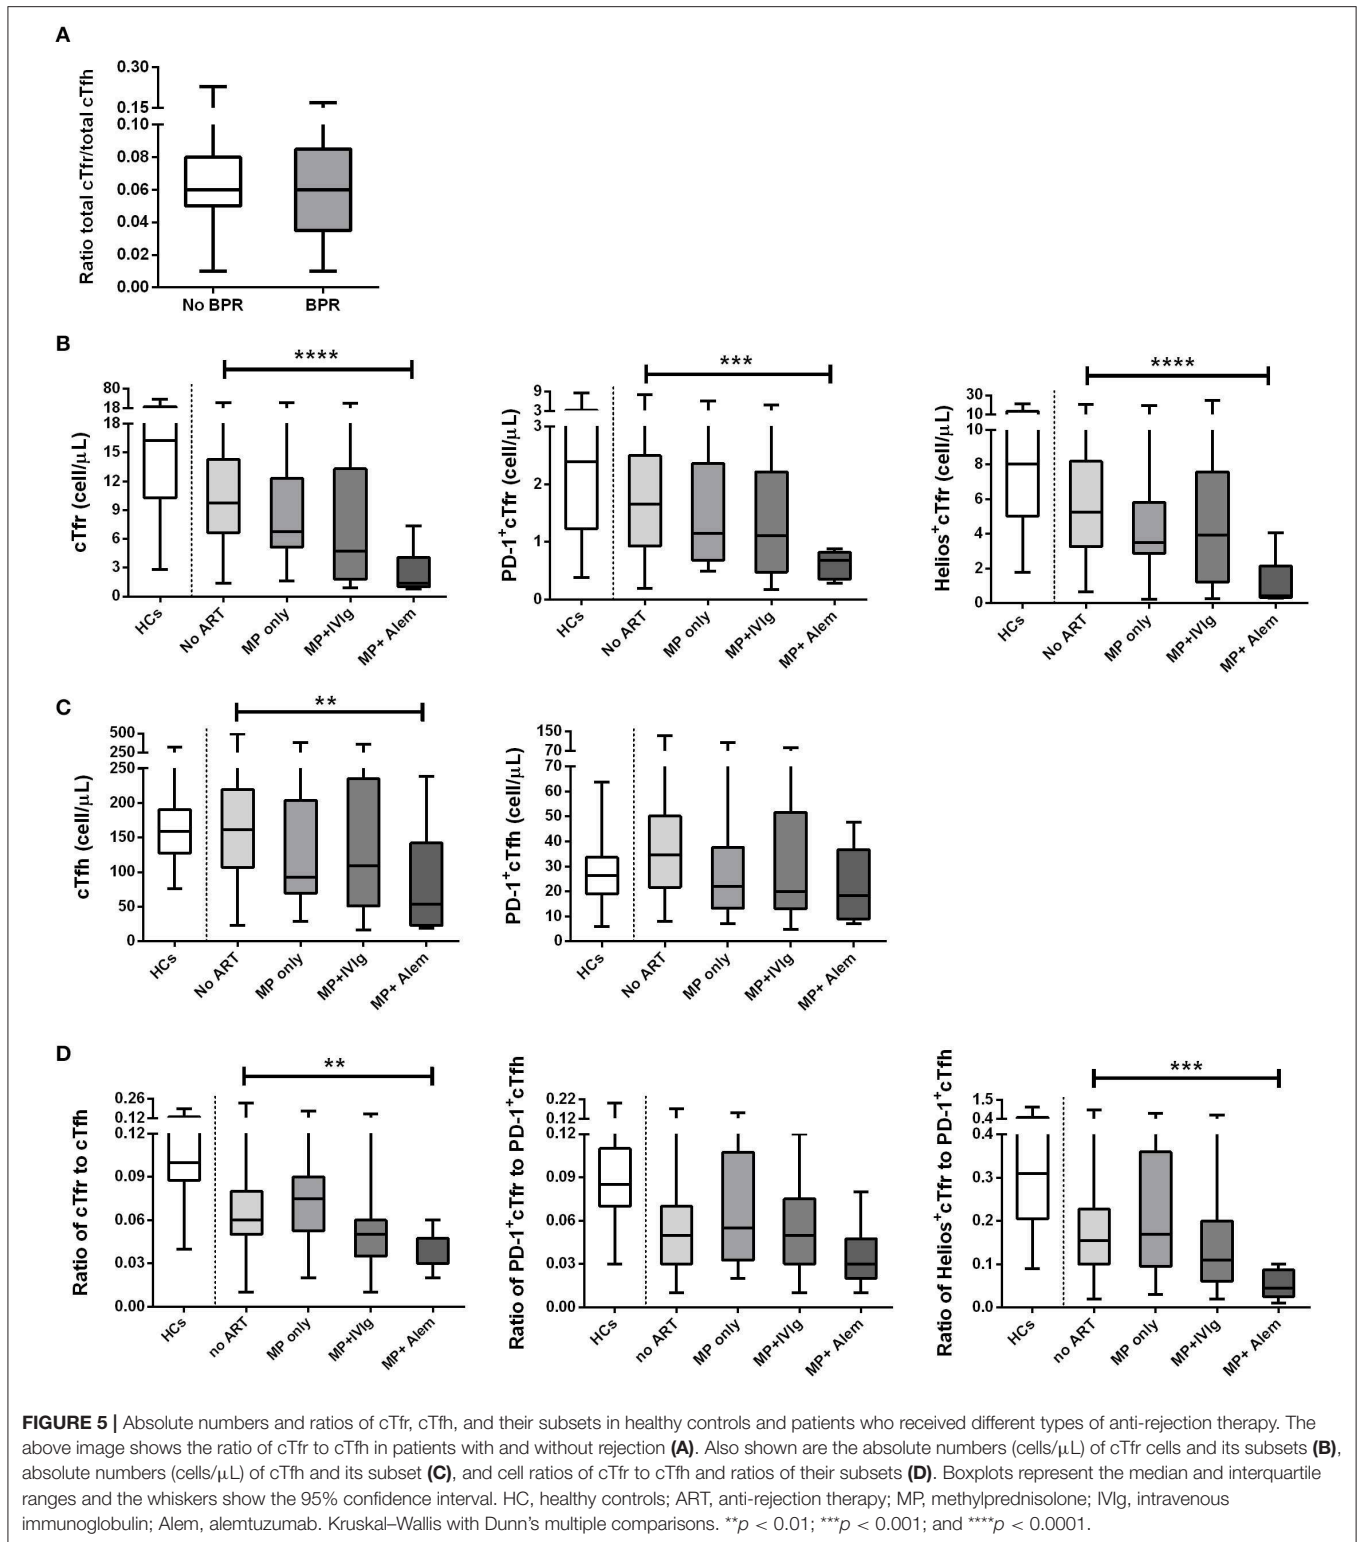 A
Ratio total cTfr/total cTfh
0.30
0.15
0.10
0.08
0.06
0.04
0.02
0.00
No BPR BPR
B
cTfr (cell/μL)
80
18
18
15
12
9
6
3
0
****
HCs No ART MP only MP+IVIg MP+ Alem
PD-1+cTfr (cell/μL)
9
3
3
2
1
0
***
HCs No ART MP only MP+IVIg MP+ Alem
Helios+cTfr (cell/μL)
30
10
10
8
6
4
2
0
****
HCs No ART MP only MP+IVIg MP+ Alem
C
cTfh (cell/μL)
500
250
250
200
150
100
50
0
**
HCs No ART MP only MP+IVIg MP+ Alem
PD-1+cTfh (cell/μL)
150
70
70
60
50
40
30
20
10
0
HCs No ART MP only MP+IVIg MP+ Alem
D
Ratio of cTfr to cTfh
0.26
0.12
0.12
0.09
0.06
0.03
0.00
**
HCs no ART MP only MP+IVIg MP+ Alem
Ratio of PD-1+cTfr to PD-1+cTfh
0.22
0.12
0.12
0.09
0.06
0.03
0.00
HCs no ART MP only MP+IVIg MP+ Alem
Ratio of Helios+cTfr to PD-1+cTfh
1.5
0.4
0.4
0.3
0.2
0.1
0.0
***
HCs No ART MP only MP+IVIg MP+ Alem
FIGURE 5 | Absolute numbers and ratios of cTfr, cTfh, and their subsets in healthy controls and patients who received different types of anti-rejection therapy. The
above image shows the ratio of cTfr to cTfh in patients with and without rejection (A). Also shown are the absolute numbers (cells/μL) of cTfr cells and its subsets (B),
absolute numbers (cells/μL) of cTfh and its subset (C), and cell ratios of cTfr to cTfh and ratios of their subsets (D). Boxplots represent the median and interquartile
ranges and the whiskers show the 95% confidence interval. HC, healthy controls; ART, anti-rejection therapy; MP, methylprednisolone; IVIg, intravenous
immunoglobulin; Alem, alemtuzumab. Kruskal–Wallis with Dunn's multiple comparisons. **p < 0.01; ***p < 0.001; and ****p < 0.0001.